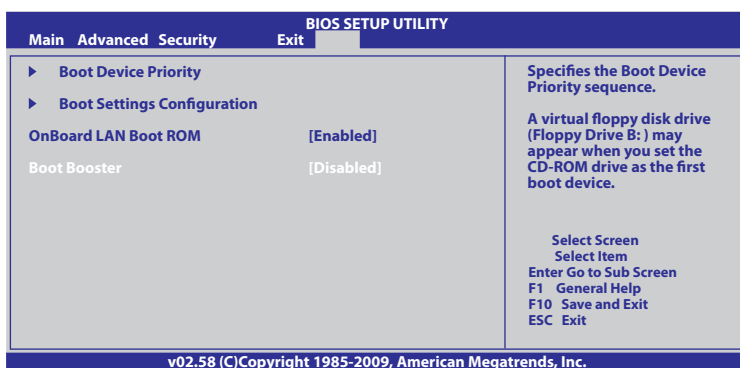 BIOS SETUP UTILITY
Main Advanced Security Exit
Boot Device Priority
Boot Settings Configuration
OnBoard LAN Boot ROM [Enabled]
Boot Booster [Disabled]
Specifies the Boot Device
Priority sequence.
A virtual floppy disk drive
(Floppy Drive B: ) may
appear when you set the
CD-ROM drive as the first
boot device.
Select Screen
Select Item
Enter Go to Sub Screen
F1 General Help
F10 Save and Exit
ESC Exit
v02.58 (C)Copyright 1985-2009, American Megatrends, Inc.